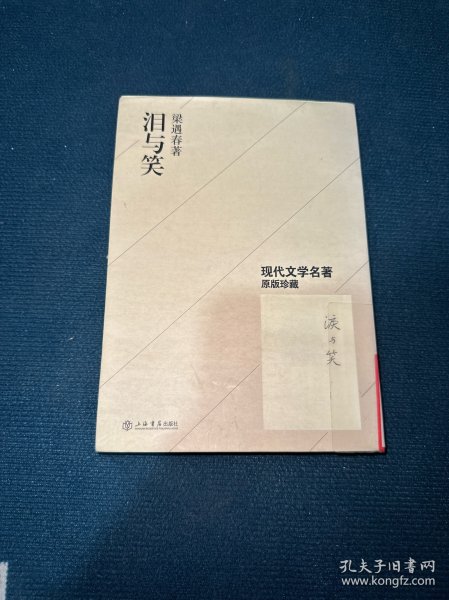 泪与笑
梁遇春著
现代文学名著
原版珍藏
淚
与
笑
上海书店出版社
孔夫子旧书网
www.kongfz.com